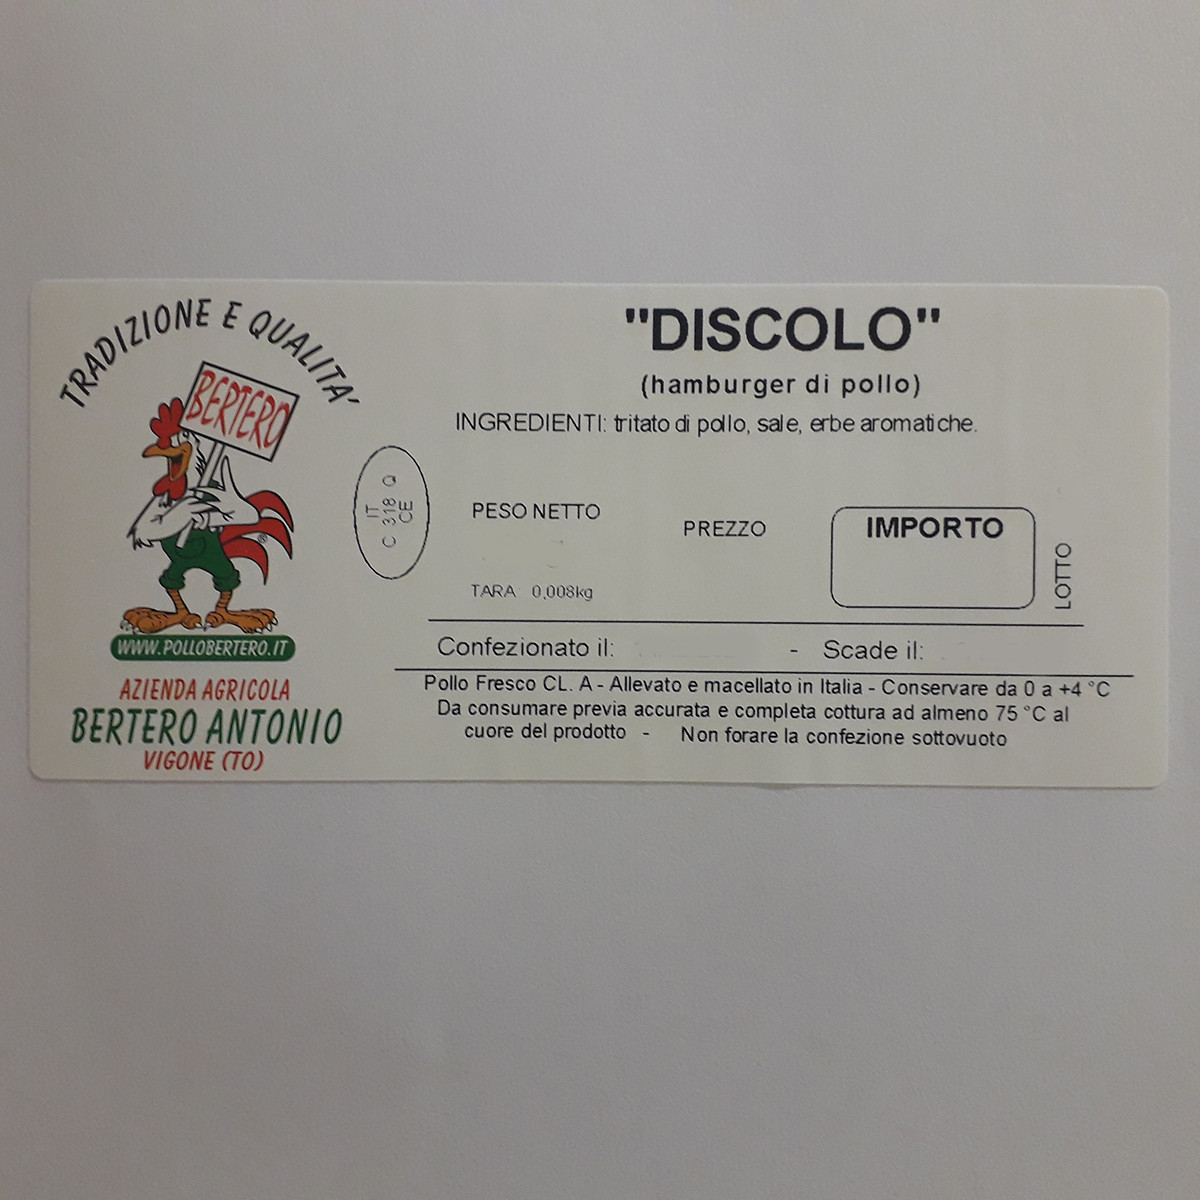 TRADIZIONE E QUALITA'
BERTERO
®
WWW.POLLOBERTERO.IT
AZIENDA AGRICOLA
BERTERO ANTONIO
VIGONE (TO)
IT
C 318 Q
CE
"DISCOLO"
(hamburger di pollo)
INGREDIENTI: tritato di pollo, sale, erbe aromatiche.
PESO NETTO
PREZZO
IMPORTO
LOTTO
TARA 0,008kg
Confezionato il: - Scade il:
Pollo Fresco CL. A - Allevato e macellato in Italia - Conservare da 0 a +4 °C
Da consumare previa accurata e completa cottura ad almeno 75 °C al
cuore del prodotto - Non forare la confezione sottovuoto